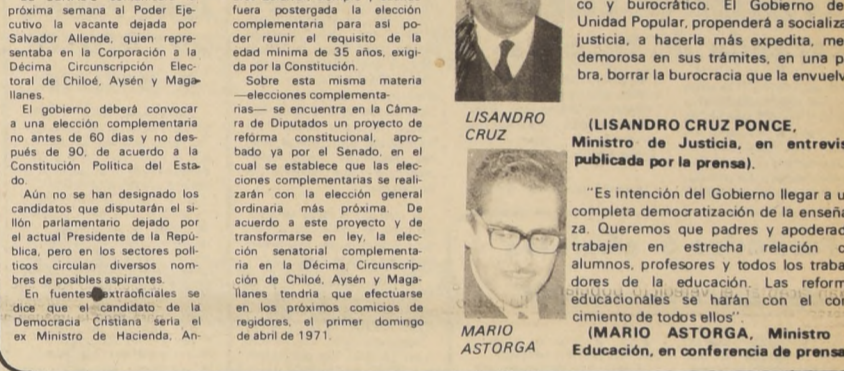 próxima semana al Poder Eje-
cutivo la vacante dejada por
Salvador Allende, quien repre-
sentaba en la Corporación a la
Décima Circunscripción Elec-
toral de Chiloé, Aysén y Maga-
llanes.
El gobierno deberá convocar
a una elección complementaria
no antes de 60 días y no des-
pués de 90, de acuerdo a la
Constitución Política del Esta-
do.
Aún no se han designado los
candidatos que disputarán el si-
llón parlamentario dejado por
el actual Presidente de la Repú-
blica, pero en los sectores polí-
ticos circulan diversos nom-
bres de posibles aspirantes.
En fuentes extraoficiales se
dice que el candidato de la
Democracia Cristiana sería el
ex Ministro de Hacienda, An-
fuera postergada la elección
complementaria para así po-
der reunir el requisito de la
edad mínima de 35 años, exigi-
da por la Constitución.
Sobre esta misma materia
—elecciones complementa-
rias— se encuentra en la Cáma-
ra de Diputados un proyecto de
reforma constitucional, apro-
bado ya por el Senado, en el
cual se establece que las elec-
ciones complementarias se reali-
zarán con la elección general
ordinaria más próxima. De
acuerdo a este proyecto y de
transformarse en ley, la elec-
ción senatorial complementa-
ria en la Décima Circunscrip-
ción de Chiloé, Aysén y Maga-
llanes tendría que efectuarse
en los próximos comicios de
regidores, el primer domingo
de abril de 1971.
LISANDRO
CRUZ
MARIO
ASTORGA
co y burocrático. El Gobierno de
Unidad Popular, propenderá a socializa
justicia, a hacerla más expedita, me
demorosa en sus trámites, en una p
bra, borrar la burocracia que la envuelv
(LISANDRO CRUZ PONCE,
Ministro de Justicia, en entrevis
publicada por la prensa).
"Es intención del Gobierno llegar a u
completa democratización de la enseña
za. Queremos que padres y apoderad
trabajen en estrecha relación c
alumnos, profesores y todos los traba
dores de la educación. Las reform
educacionales se harán con el con
cimiento de todos ellos".
(MARIO ASTORGA, Ministro
Educación, en conferencia de prensa